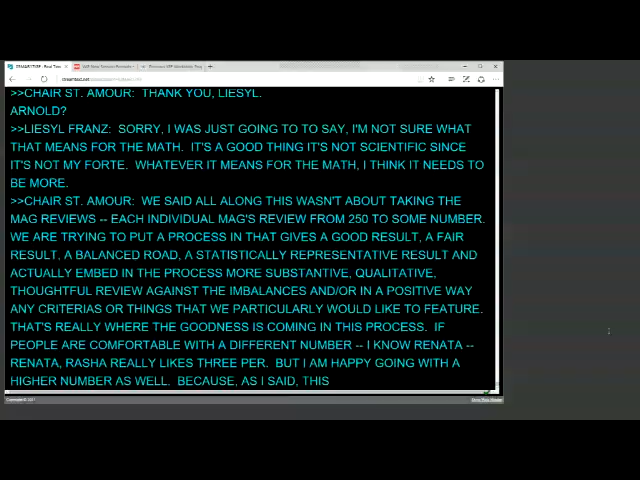 >>CHAIR ST. AMOUR: THANK YOU, LIESYL.
ARNOLD?
>>LIESYL FRANZ: SORRY, I WAS JUST GOING TO TO SAY, I'M NOT SURE WHAT
THAT MEANS FOR THE MATH. IT'S A GOOD THING IT'S NOT SCIENTIFIC SINCE
IT'S NOT MY FORTE. WHATEVER IT MEANS FOR THE MATH, I THINK IT NEEDS TO
BE MORE.
>>CHAIR ST. AMOUR: WE SAID ALL ALONG THIS WASN'T ABOUT TAKING THE
MAG REVIEWS -- EACH INDIVIDUAL MAG'S REVIEW FROM 250 TO SOME NUMBER.
WE ARE TRYING TO PUT A PROCESS IN THAT GIVES A GOOD RESULT, A FAIR
RESULT, A BALANCED ROAD, A STATISTICALLY REPRESENTATIVE RESULT AND
ACTUALLY EMBED IN THE PROCESS MORE SUBSTANTIVE, QUALITATIVE,
THOUGHTFUL REVIEW AGAINST THE IMBALANCES AND/OR IN A POSITIVE WAY
ANY CRITERIAS OR THINGS THAT WE PARTICULARLY WOULD LIKE TO FEATURE.
THAT'S REALLY WHERE THE GOODNESS IS COMING IN THIS PROCESS. IF
PEOPLE ARE COMFORTABLE WITH A DIFFERENT NUMBER -- I KNOW RENATA --
RENATA, RASHA REALLY LIKES THREE PER. BUT I AM HAPPY GOING WITH A
HIGHER NUMBER AS WELL. BECAUSE, AS I SAID, THIS